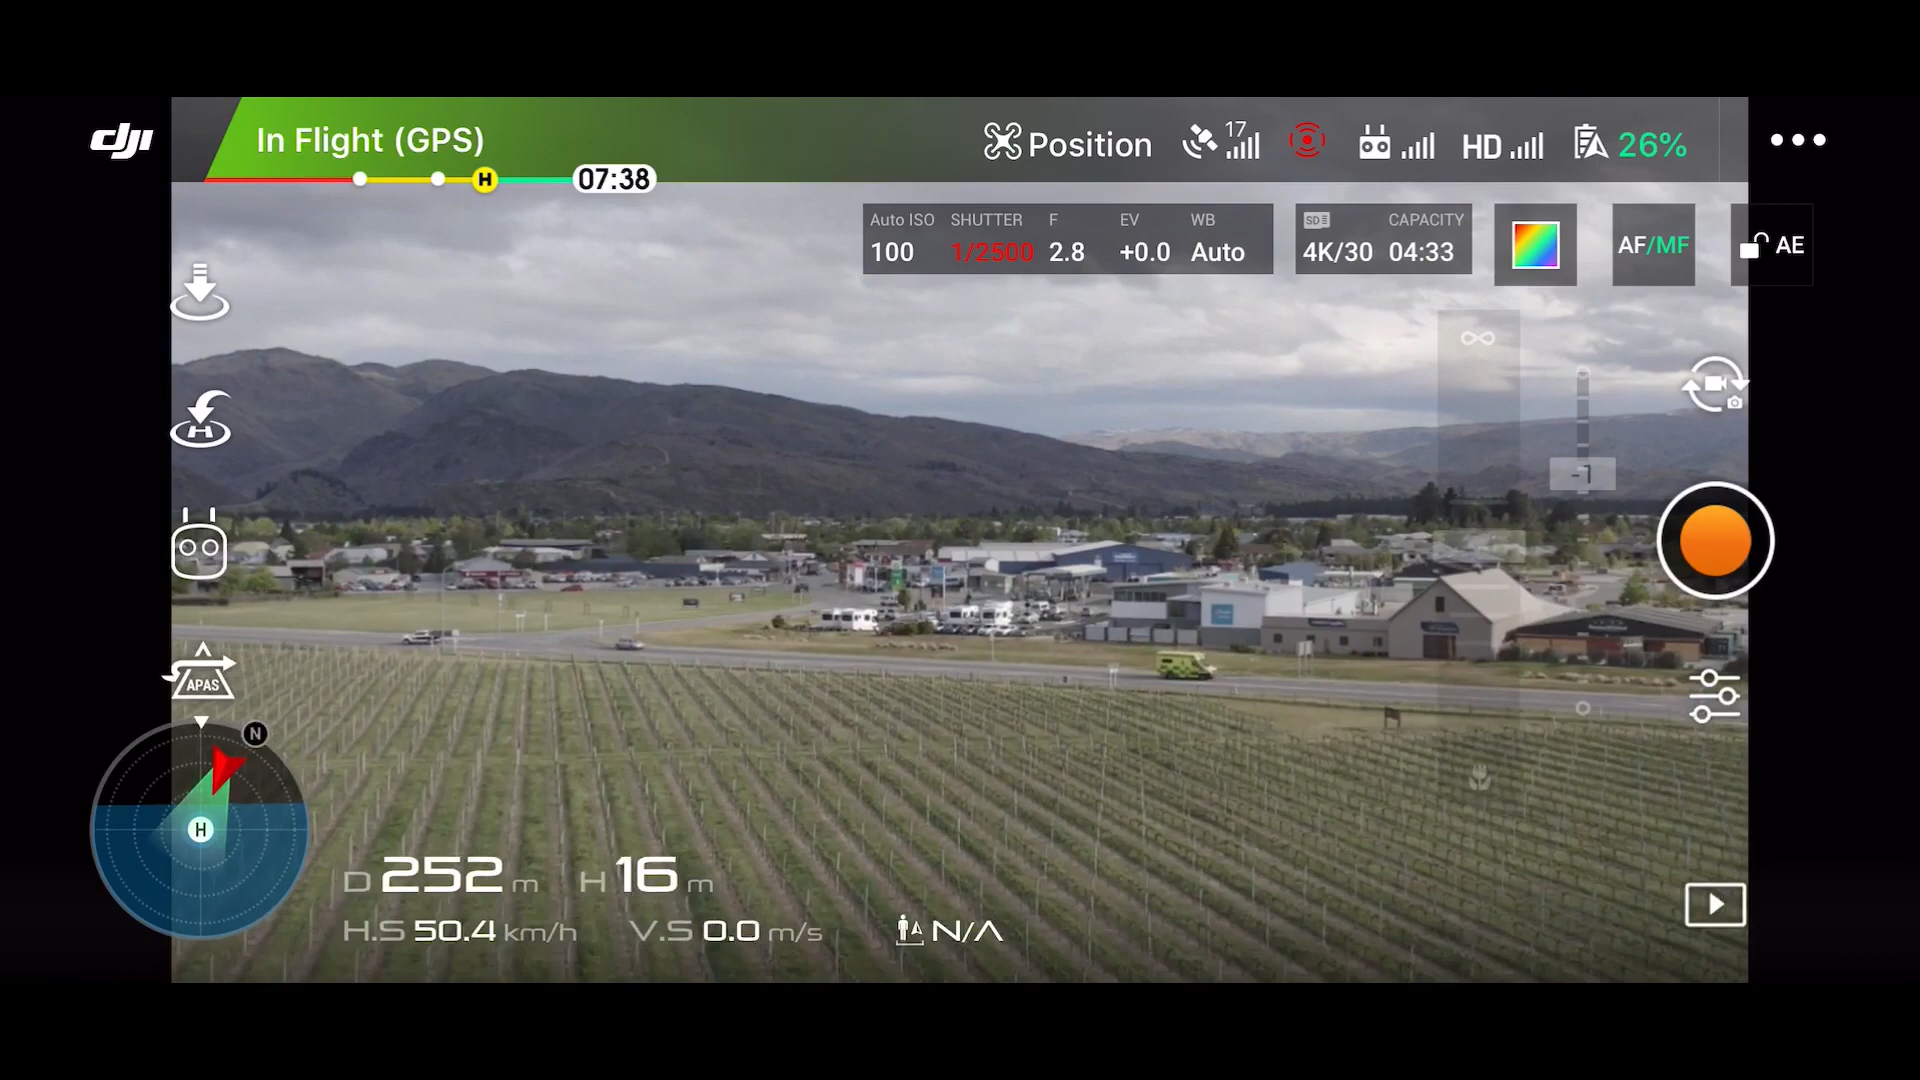 dji
In Flight (GPS)
Position
17
HD
26%
H
07:38
Auto ISO SHUTTER F EV WB
100 1/2500 2.8 +0.0 Auto
SD CAPACITY
4K/30 04:33
AF/MF
AE
-1
H
APAS
N
H
D 252 m H 16 m
H.S 50.4 km/h V.S 0.0 m/s N/A